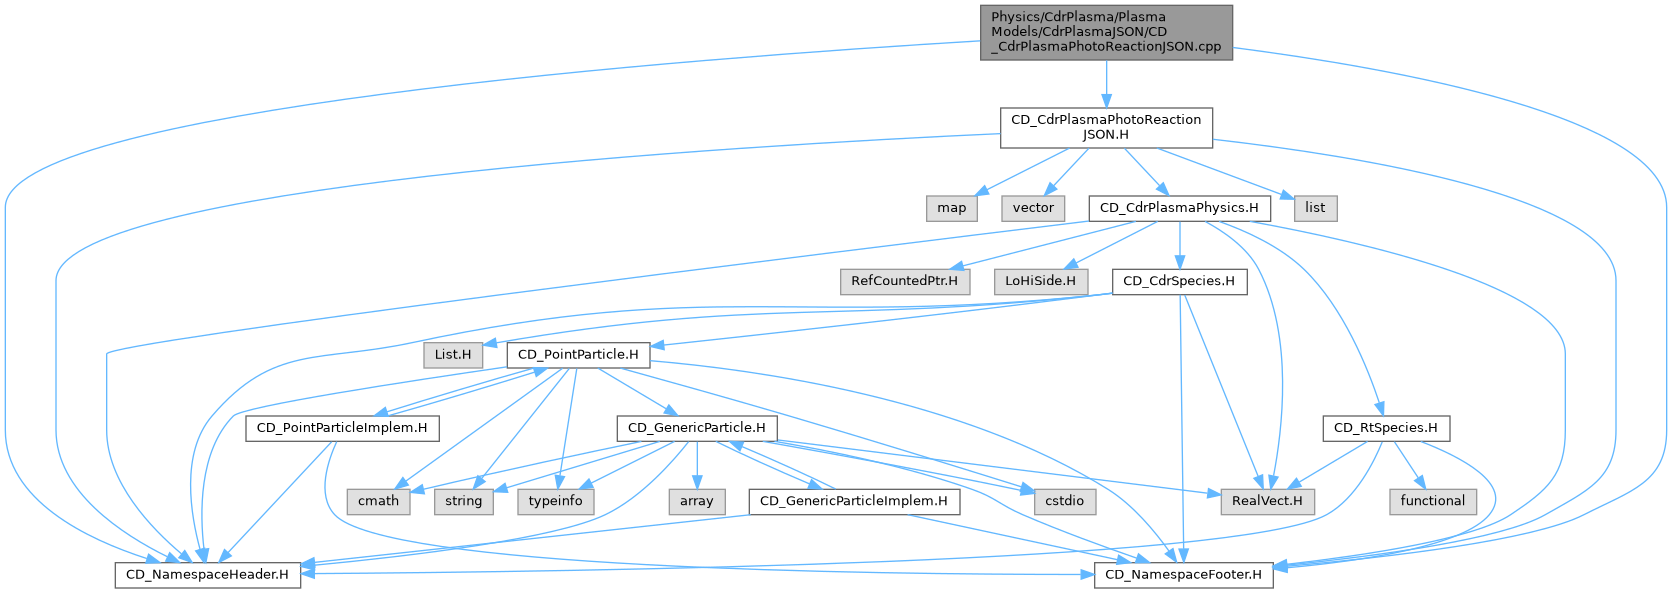 Physics/CdrPlasma/Plasma
Models/CdrPlasmaJSON/CD
_CdrPlasmaPhotoReactionJSON.cpp
CD_CdrPlasmaPhotoReaction
JSON.H
map
vector
CD_CdrPlasmaPhysics.H
list
RefCountedPtr.H
LoHiSide.H
CD_CdrSpecies.H
List.H
CD_PointParticle.H
CD_PointParticleImplem.H
CD_GenericParticle.H
CD_RtSpecies.H
cmath
string
typeinfo
array
CD_GenericParticleImplem.H
cstdio
RealVect.H
functional
CD_NamespaceHeader.H
CD_NamespaceFooter.H